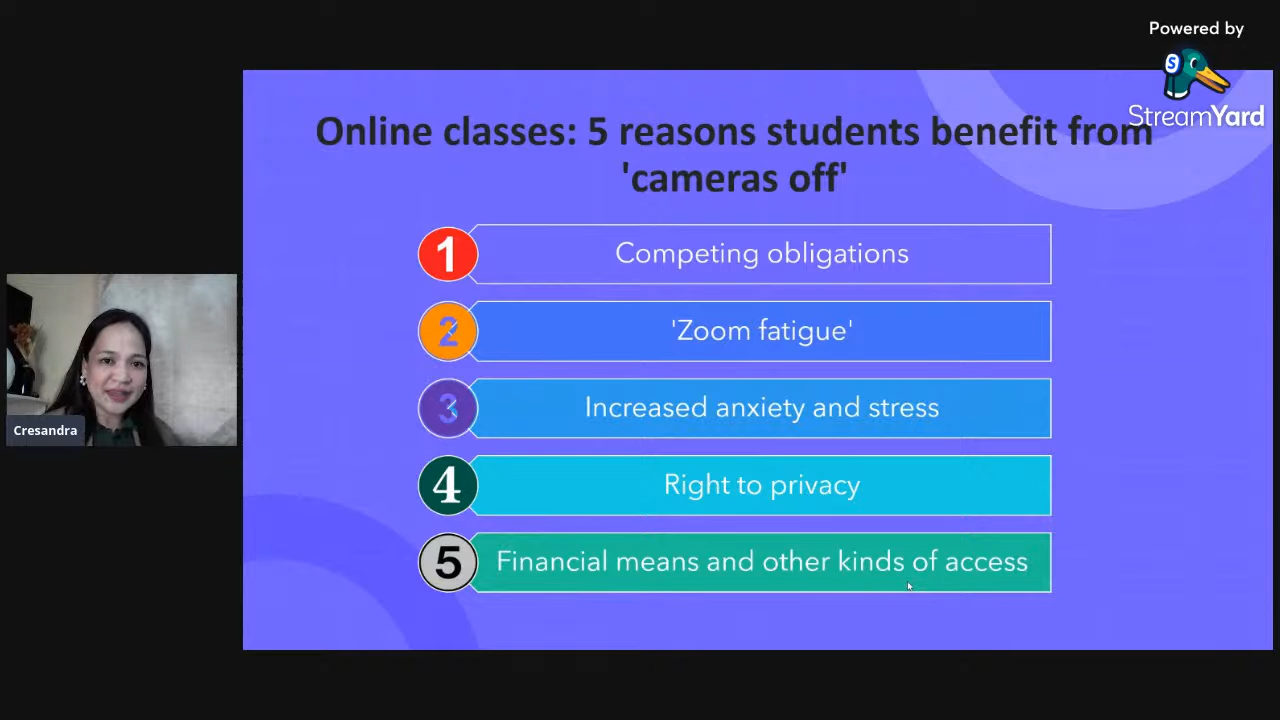 Powered by
S
StreamYard
Online classes: 5 reasons students benefit from
'cameras off'
1
Competing obligations
2
'Zoom fatigue'
3
Increased anxiety and stress
4
Right to privacy
5
Financial means and other kinds of access
Cresandra